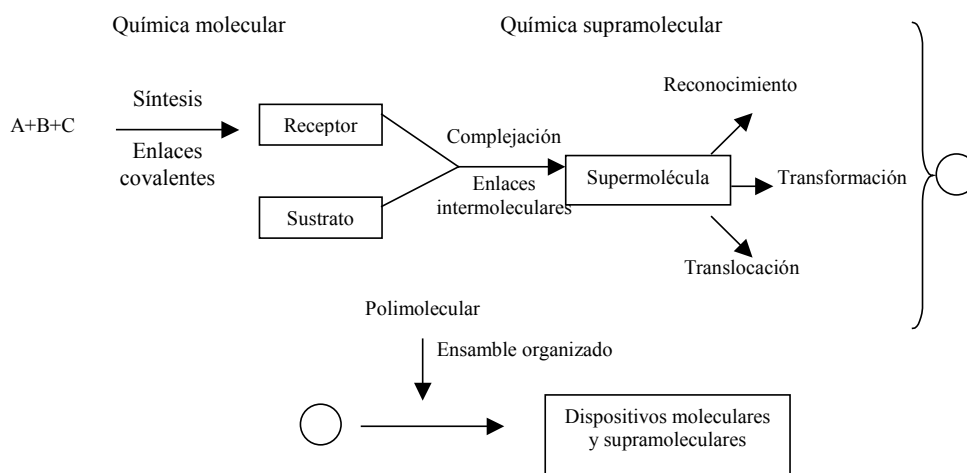 Química molecular
Química supramolecular
Reconocimiento
Síntesis
A+B+C
Receptor
Enlaces
covalentes
Complejación
Enlaces
intermoleculares
Supermolécula
Transformación
Sustrato
Translocación
Polimolecular
Ensamble organizado
Dispositivos moleculares
y supramoleculares